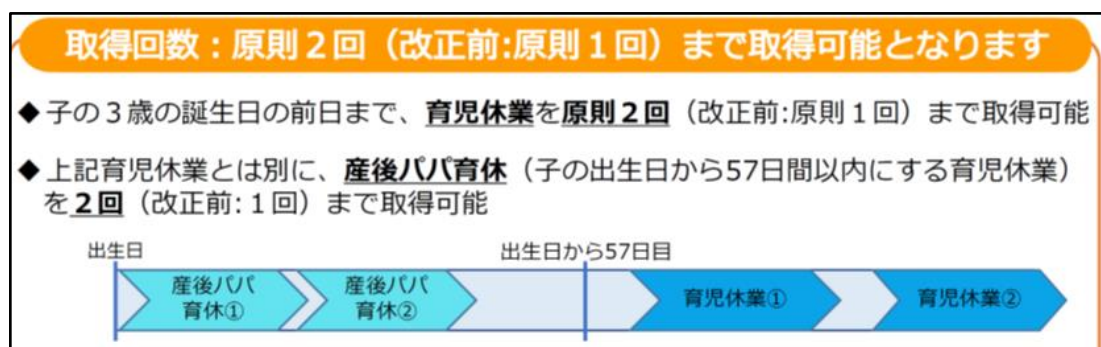 取得回数：原則２回（改正前:原則１回）まで取得可能となります
◆ 子の３歳の誕生日の前日まで、育児休業を原則２回（改正前:原則１回）まで取得可能
◆ 上記育児休業とは別に、産後パパ育休（子の出生日から57日間以内にする育児休業）
を２回（改正前:１回）まで取得可能
出生日
出生日から57日目
産後パパ
育休①
産後パパ
育休②
育児休業①
育児休業②